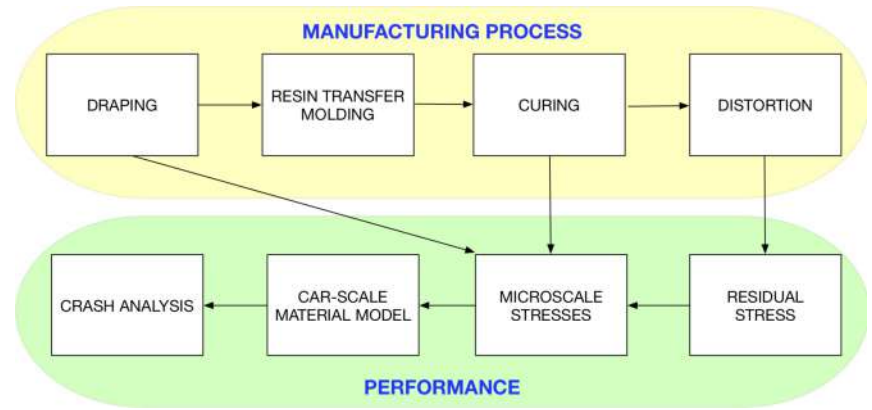 MANUFACTURING PROCESS
DRAPING
RESIN TRANSFER
MOLDING
CURING
DISTORTION
CRASH ANALYSIS
CAR-SCALE
MATERIAL MODEL
MICROSCALE
STRESSES
RESIDUAL
STRESS
PERFORMANCE